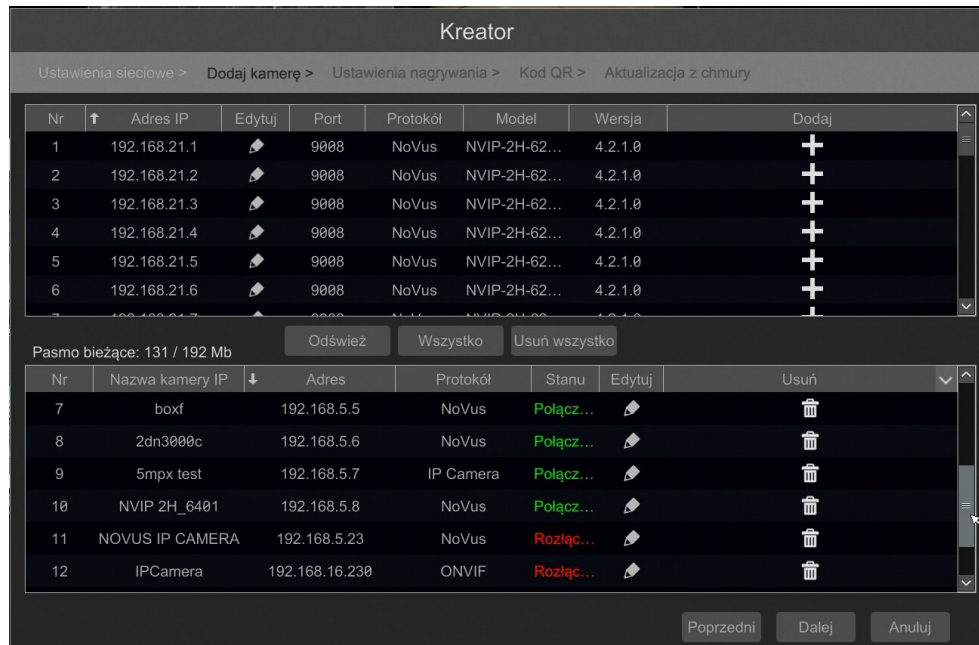 Kreator
Ustawienia sieciowe > Dodaj kamerę > Ustawienia nagrywania > Kod QR > Aktualizacja z chmury
Nr Adres IP Edytuj Port Protokół Model Wersja Dodaj
1 192.168.21.1 9008 NoVus NVIP-2H-62... 4.2.1.0
2 192.168.21.2 9008 NoVus NVIP-2H-62... 4.2.1.0
3 192.168.21.3 9008 NoVus NVIP-2H-62... 4.2.1.0
4 192.168.21.4 9008 NoVus NVIP-2H-62... 4.2.1.0
5 192.168.21.5 9008 NoVus NVIP-2H-62... 4.2.1.0
6 192.168.21.6 9008 NoVus NVIP-2H-62... 4.2.1.0
Odśwież Wszystko Usuń wszystko
Pasmo bieżące: 131 / 192 Mb
Nr Nazwa kamery IP Adres Protokół Stanu Edytuj Usuń
7 boxf 192.168.5.5 NoVus Połącz...
8 2dn3000c 192.168.5.6 NoVus Połącz...
9 5mpx test 192.168.5.7 IP Camera Połącz...
10 NVIP 2H_6401 192.168.5.8 NoVus Połącz...
11 NOVUS IP CAMERA 192.168.5.23 NoVus Rozłąc...
12 IPCamera 192.168.16.230 ONVIF Rozłąc...
Poprzedni Dalej Anuluj